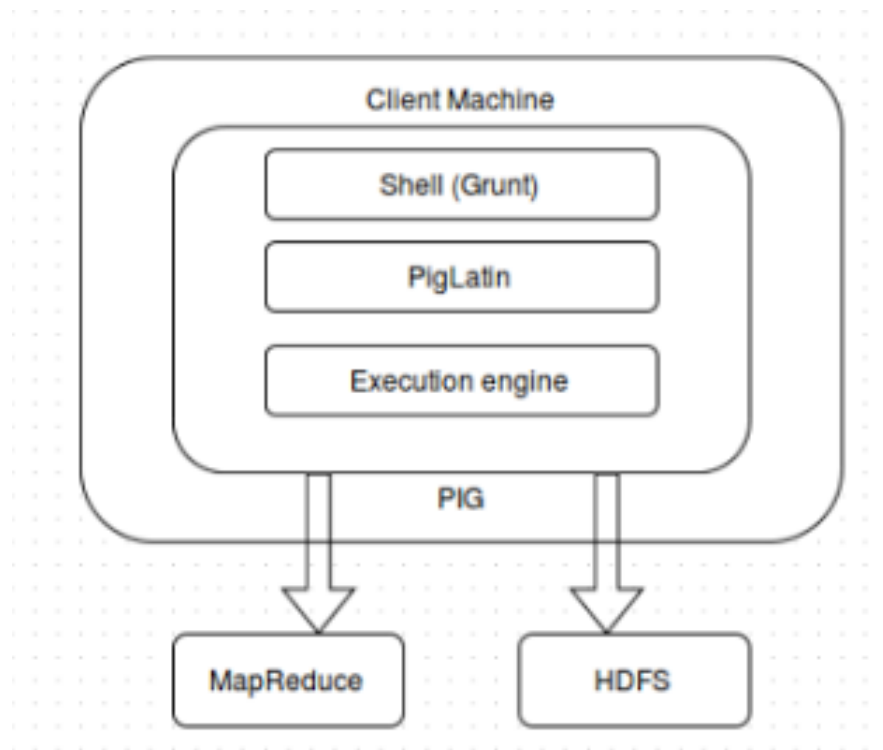 Client Machine
Shell (Grunt)
PigLatin
Execution engine
PIG
MapReduce
HDFS